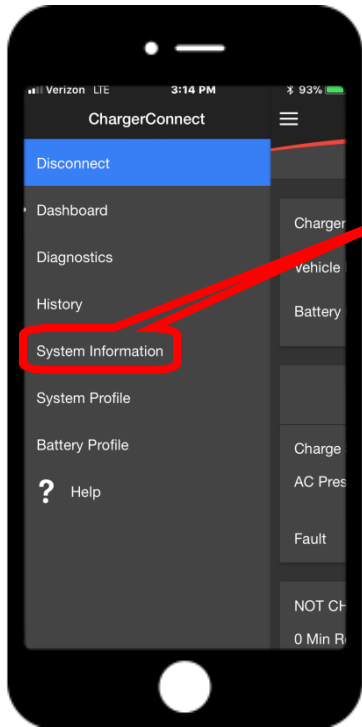 Verizon LTE 3:14 PM 93%
ChargerConnect
Disconnect
Dashboard
Diagnostics
History
System Information
System Profile
Battery Profile
? Help
Charger
Vehicle
Battery
Charge
AC Pres
Fault
NOT CH
0 Min R